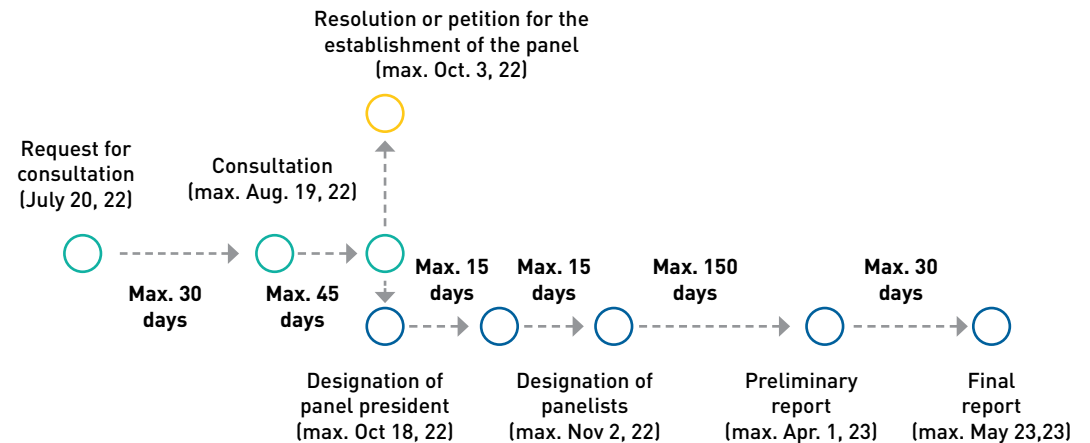 Resolution or petition for the
establishment of the panel
(max. Oct. 3, 22)
Request for
consultation
(July 20, 22)
Consultation
(max. Aug. 19, 22)
Max. 30
days
Max. 45
days
Max. 15
days
Max. 15
days
Max. 150
days
Max. 30
days
Designation of
panel president
(max. Oct 18, 22)
Designation of
panelists
(max. Nov 2, 22)
Preliminary
report
(max. Apr. 1, 23)
Final
report
(max. May 23,23)